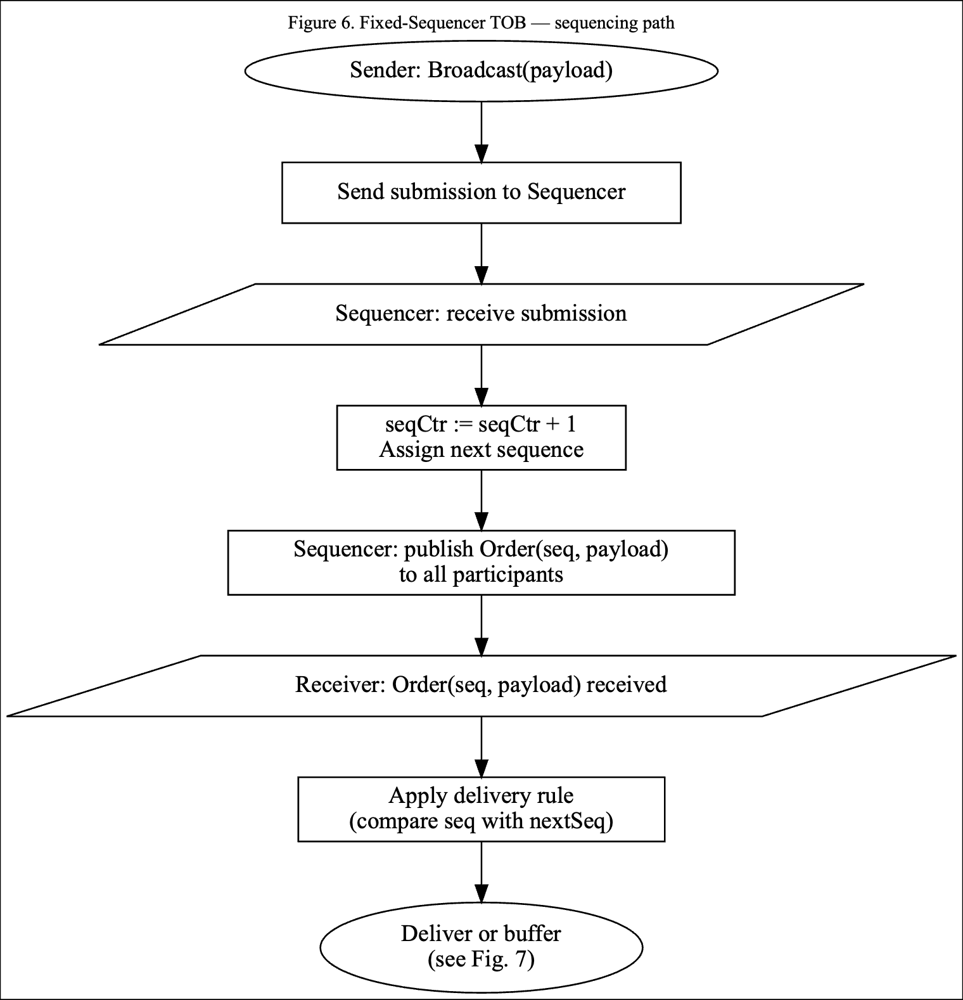 Figure 6. Fixed-Sequencer TOB — sequencing path
Sender: Broadcast(payload)
Send submission to Sequencer
Sequencer: receive submission
seqCtr := seqCtr + 1
Assign next sequence
Sequencer: publish Order(seq, payload)
to all participants
Receiver: Order(seq, payload) received
Apply delivery rule
(compare seq with nextSeq)
Deliver or buffer
(see Fig. 7)